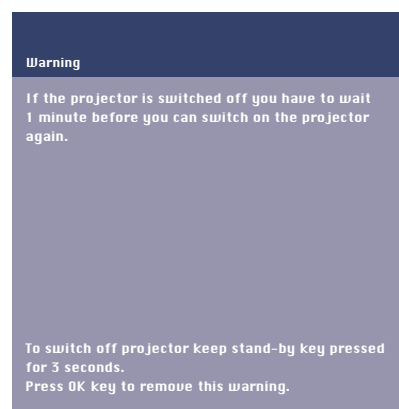 Warning
If the projector is switched off you have to wait
1 minute before you can switch on the projector
again.
To switch off projector keep stand-by key pressed
for 3 seconds.
Press OK key to remove this warning.